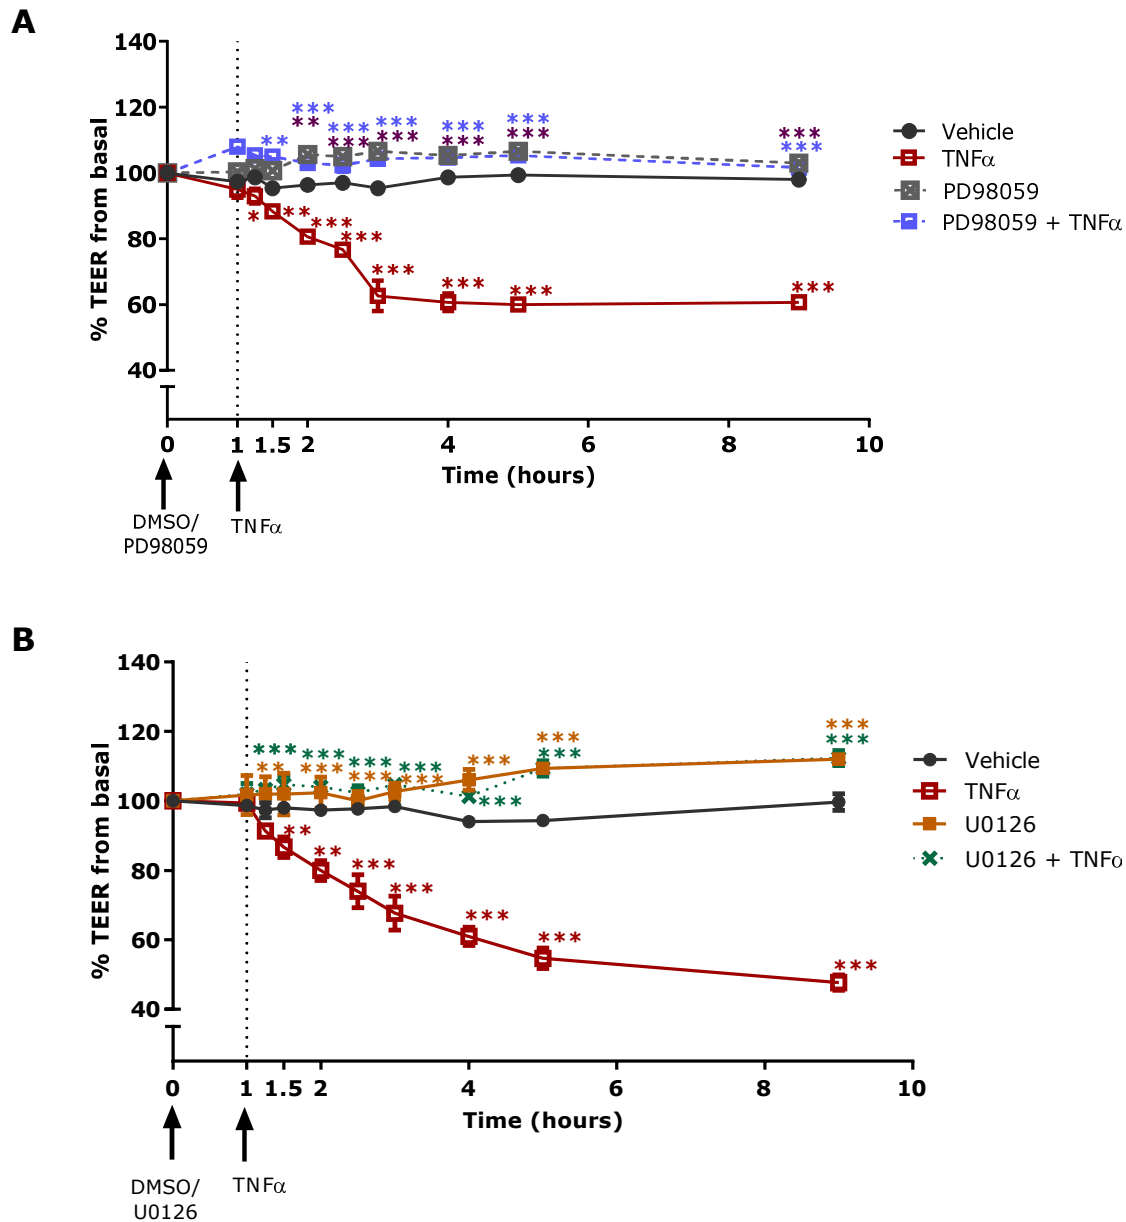 A
140
120
100
80
60
40
% TEER from basal
*** ** ** *** *** *** *** *** *** *** *** *** ***
* ** *** *** *** *** *** ***
0 1 1.5 2 4 6 8 10
Time (hours)
DMSO/
PD98059
TNFα
Vehicle
TNFα
PD98059
PD98059 + TNFα
B
140
120
100
80
60
40
% TEER from basal
*** ** *** *** *** *** *** *** *** *** *** *** *** ***
** ** *** *** *** *** ***
0 1 1.5 2 4 6 8 10
Time (hours)
DMSO/
U0126
TNFα
Vehicle
TNFα
U0126
U0126 + TNFα